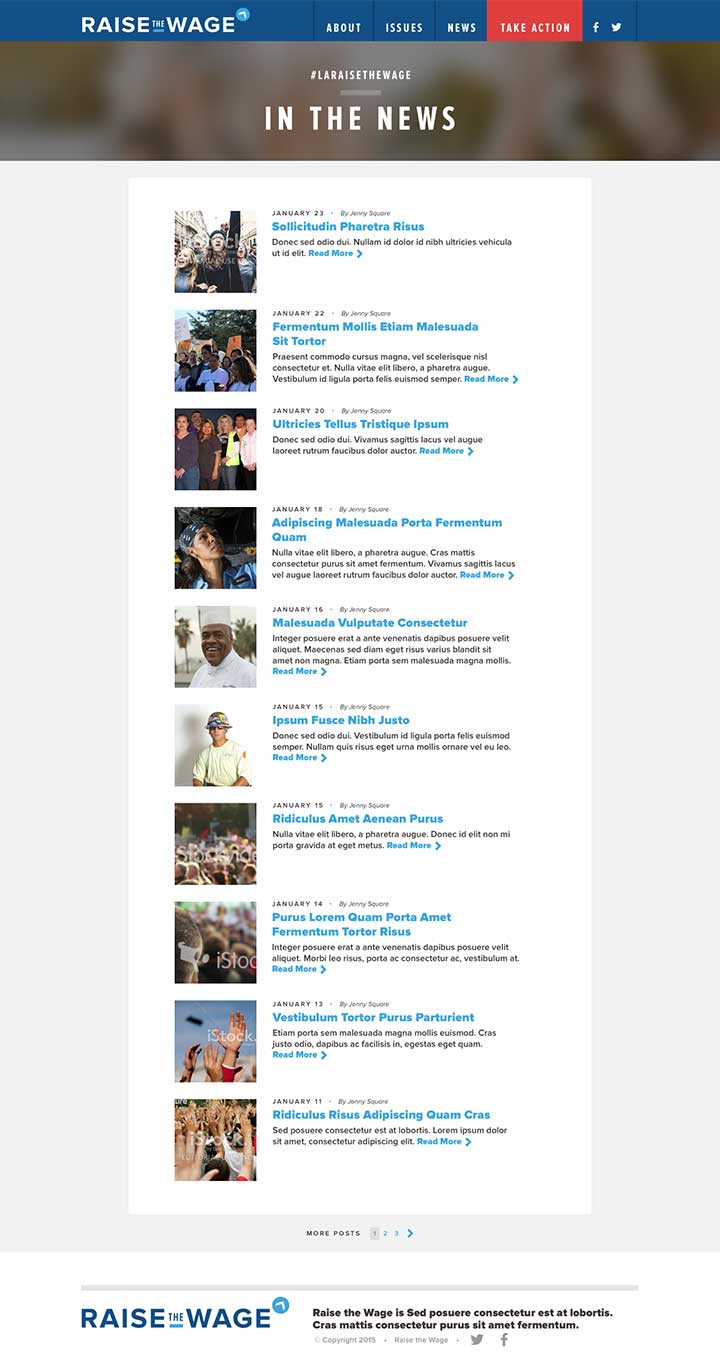 RAISE THE WAGE
ABOUT
ISSUES
NEWS
TAKE ACTION
#LARAISETHEWAGE
IN THE NEWS
JANUARY 23 • By Jenny Square
Sollicitudin Pharetra Risus
Donec sed odio dui. Nullam id dolor id nibh ultricies vehicula
ut id elit. Read More
JANUARY 22 • By Jenny Square
Fermentum Mollis Etiam Malesuada
Sit Tortor
Praesent commodo cursus magna, vel scelerisque nisl
consectetur et. Nulla vitae elit libero, a pharetra augue.
Vestibulum id ligula porta felis euismod semper. Read More
JANUARY 20 • By Jenny Square
Ultricies Tellus Tristique Ipsum
Donec sed odio dui. Vivamus sagittis lacus vel augue
laoreet rutrum faucibus dolor auctor. Read More
JANUARY 18 • By Jenny Square
Adipiscing Malesuada Porta Fermentum
Quam
Nulla vitae elit libero, a pharetra augue. Cras mattis
consectetur purus sit amet fermentum. Vivamus sagittis lacus
vel augue laoreet rutrum faucibus dolor auctor. Read More
JANUARY 16 • By Jenny Square
Malesuada Vulputate Consectetur
Integer posuere erat a ante venenatis dapibus posuere velit
aliquet. Maecenas sed diam eget risus varius blandit sit
amet non magna. Etiam porta sem malesuada magna mollis.
Read More
JANUARY 15 • By Jenny Square
Ipsum Fusce Nibh Justo
Donec sed odio dui. Vestibulum id ligula porta felis euismod
semper. Nullam quis risus eget urna mollis ornare vel eu leo.
Read More
JANUARY 15 • By Jenny Square
Ridiculus Amet Aenean Purus
Nulla vitae elit libero, a pharetra augue. Donec id elit non mi
porta gravida at eget metus. Read More
JANUARY 14 • By Jenny Square
Purus Lorem Quam Porta Amet
Fermentum Tortor Risus
iStoc
Integer posuere erat a ante venenatis dapibus posuere velit
aliquet. Morbi leo risus, porta ac consectetur ac, vestibulum at.
Read More
JANUARY 13 • By Jenny Square
Vestibulum Tortor Purus Parturient
iStock.
Etiam porta sem malesuada magna mollis euismod. Cras
justo odio, dapibus ac facilisis in, egestas eget quam.
Read More
JANUARY 11 • By Jenny Square
Ridiculus Risus Adipiscing Quam Cras
Sed posuere consectetur est at lobortis. Lorem ipsum dolor
sit amet, consectetur adipiscing elit. Read More
MORE POSTS 1 2 3
RAISE THE WAGE
Raise the Wage is Sed posuere consectetur est at lobortis.
Cras mattis consectetur purus sit amet fermentum.
© Copyright 2015 • Raise the Wage •